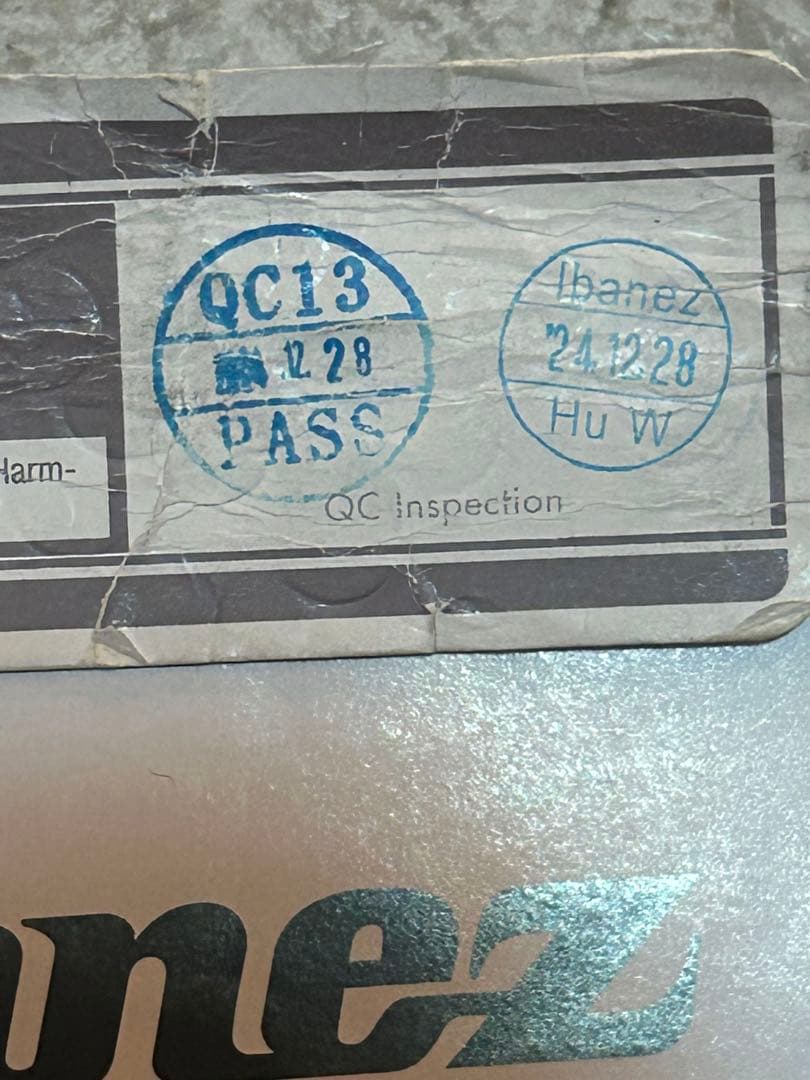 QC13
12 28
PASS
Ibanez
'24.12.28
Hu W
Harm-
QC Inspection
nez